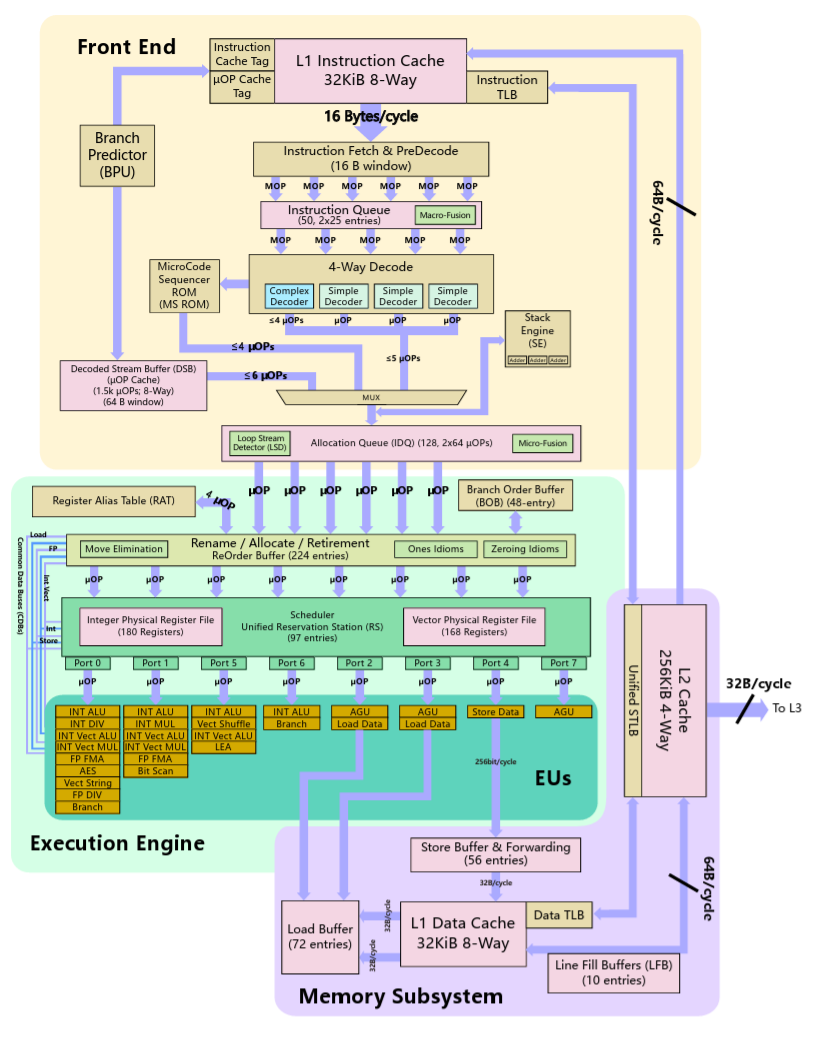 Front End
Instruction
Cache Tag
µOP Cache
Tag
L1 Instruction Cache
32KiB 8-Way
Instruction
TLB
16 Bytes/cycle
Branch
Predictor
(BPU)
Instruction Fetch & PreDecode
(16 B window)
MOP MOP MOP MOP MOP MOP
Instruction Queue
(50, 2x25 entries)
Macro-Fusion
64B/cycle
MOP MOP MOP MOP MOP
MicroCode
Sequencer
ROM
(MS ROM)
4-Way Decode
Complex
Decoder
Simple
Decoder
Simple
Decoder
Simple
Decoder
≤4 µOPs µOP µOP µOP
Stack
Engine
(SE)
Adder Adder Adder
≤4 µOPs
≤5 µOPs
Decoded Stream Buffer (DSB)
(µOP Cache)
(1.5k µOPs; 8-Way)
(64 B window)
≤6 µOPs
MUX
Loop Stream
Detector (LSD)
Allocation Queue (IDQ) (128, 2x64 µOPs)
Micro-Fusion
Register Alias Table (RAT)
4 µOP
µOP µOP µOP µOP µOP µOP
Branch Order Buffer
(BOB) (48-entry)
Load
FP
Common Data Buses (CDBs)
Int Vect
Int
Store
Move Elimination
Rename / Allocate / Retirement
ReOrder Buffer (224 entries)
Ones Idioms
Zeroing Idioms
µOP µOP µOP µOP µOP µOP µOP µOP
Integer Physical Register File
(180 Registers)
Scheduler
Unified Reservation Station (RS)
(97 entries)
Vector Physical Register File
(168 Registers)
Port 0 Port 1 Port 5 Port 6 Port 2 Port 3 Port 4 Port 7
µOP µOP µOP µOP µOP µOP µOP µOP
INT ALU
INT DIV
INT Vect ALU
INT Vect MUL
FP FMA
AES
Vect String
FP DIV
Branch
INT ALU
INT MUL
INT Vect ALU
INT Vect MUL
FP FMA
Bit Scan
INT ALU
Vect Shuffle
INT Vect ALU
LEA
INT ALU
Branch
AGU
Load Data
AGU
Load Data
Store Data
AGU
256bit/cycle
EUs
Execution Engine
Unified STLB
L2 Cache
256KiB 4-Way
32B/cycle
To L3
Store Buffer & Forwarding
(56 entries)
32B/cycle
64B/cycle
Load Buffer
(72 entries)
32B/cycle
32B/cycle
L1 Data Cache
32KiB 8-Way
Data TLB
Line Fill Buffers (LFB)
(10 entries)
Memory Subsystem